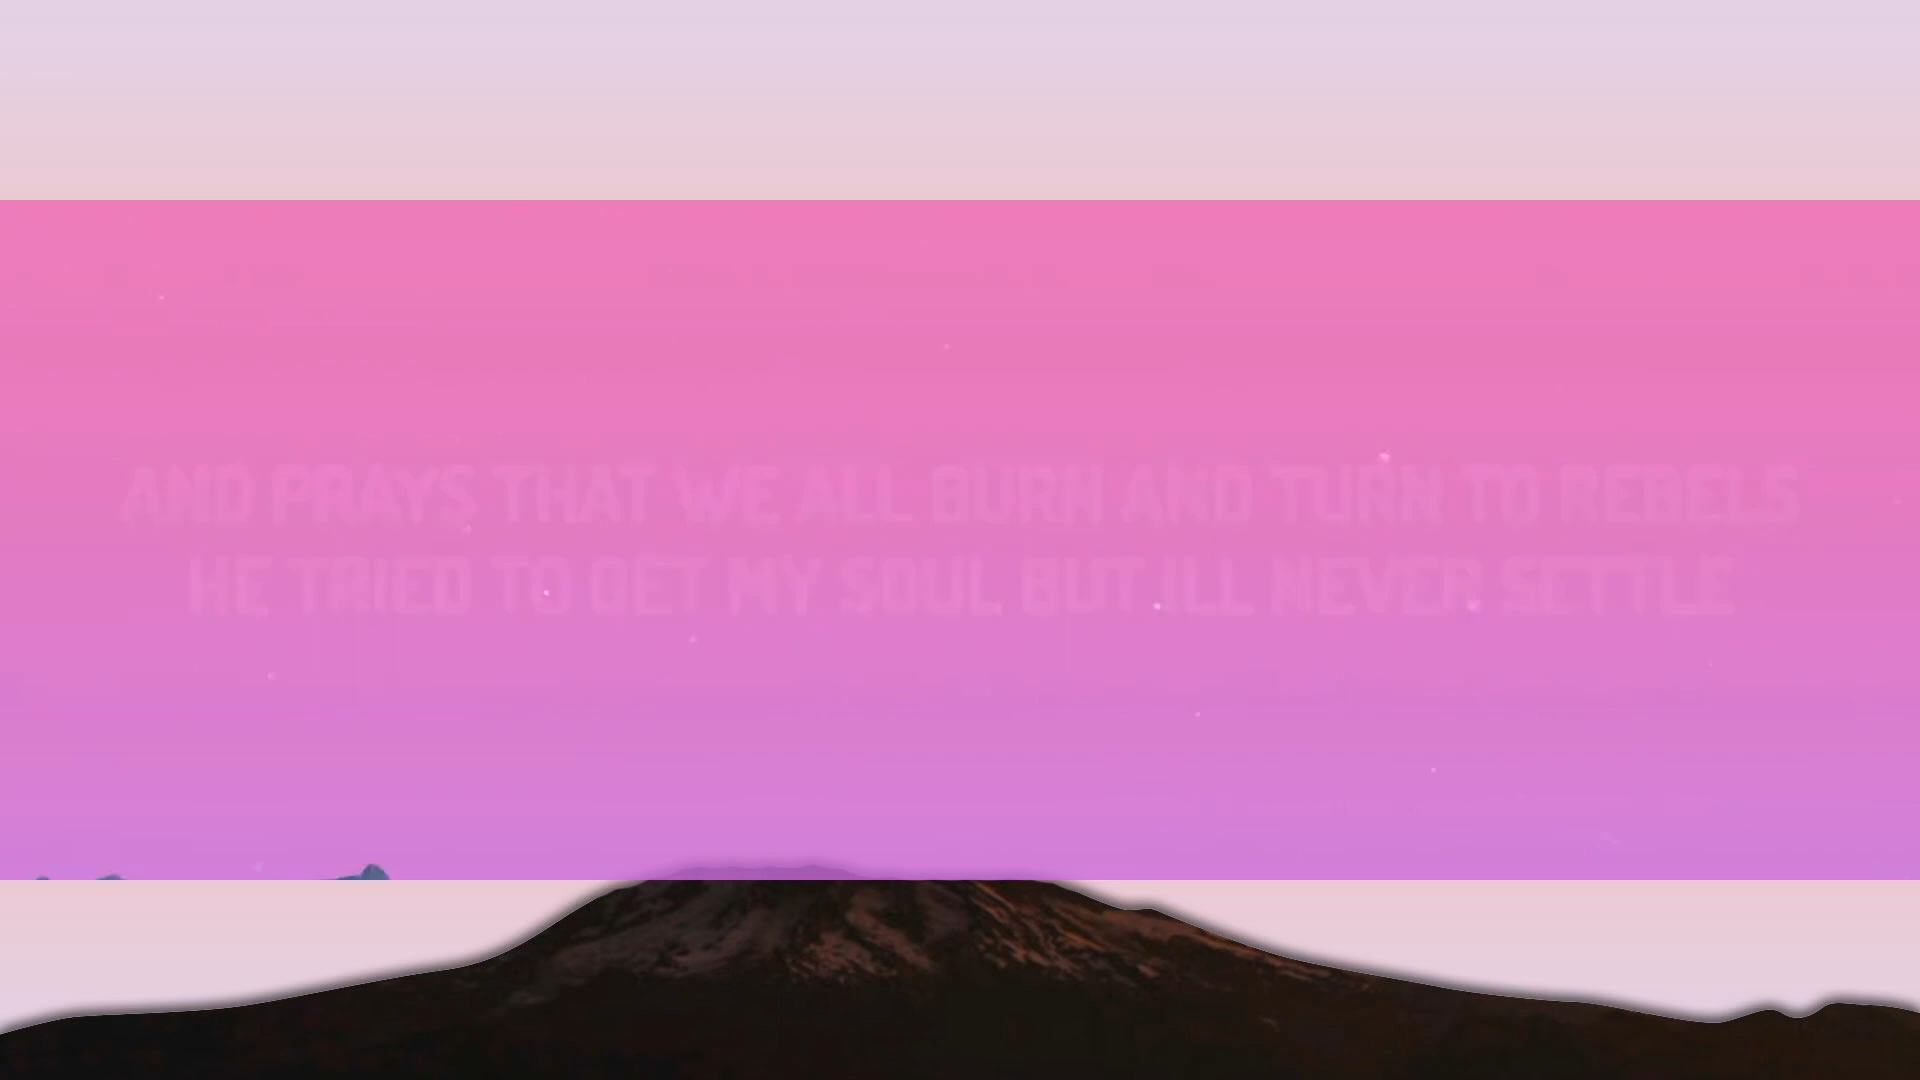 AND PRAYS THAT WE ALL BURN AND TURN TO REBELS
HE TRIED TO GET MY SOUL BUT ILL NEVER SETTLE